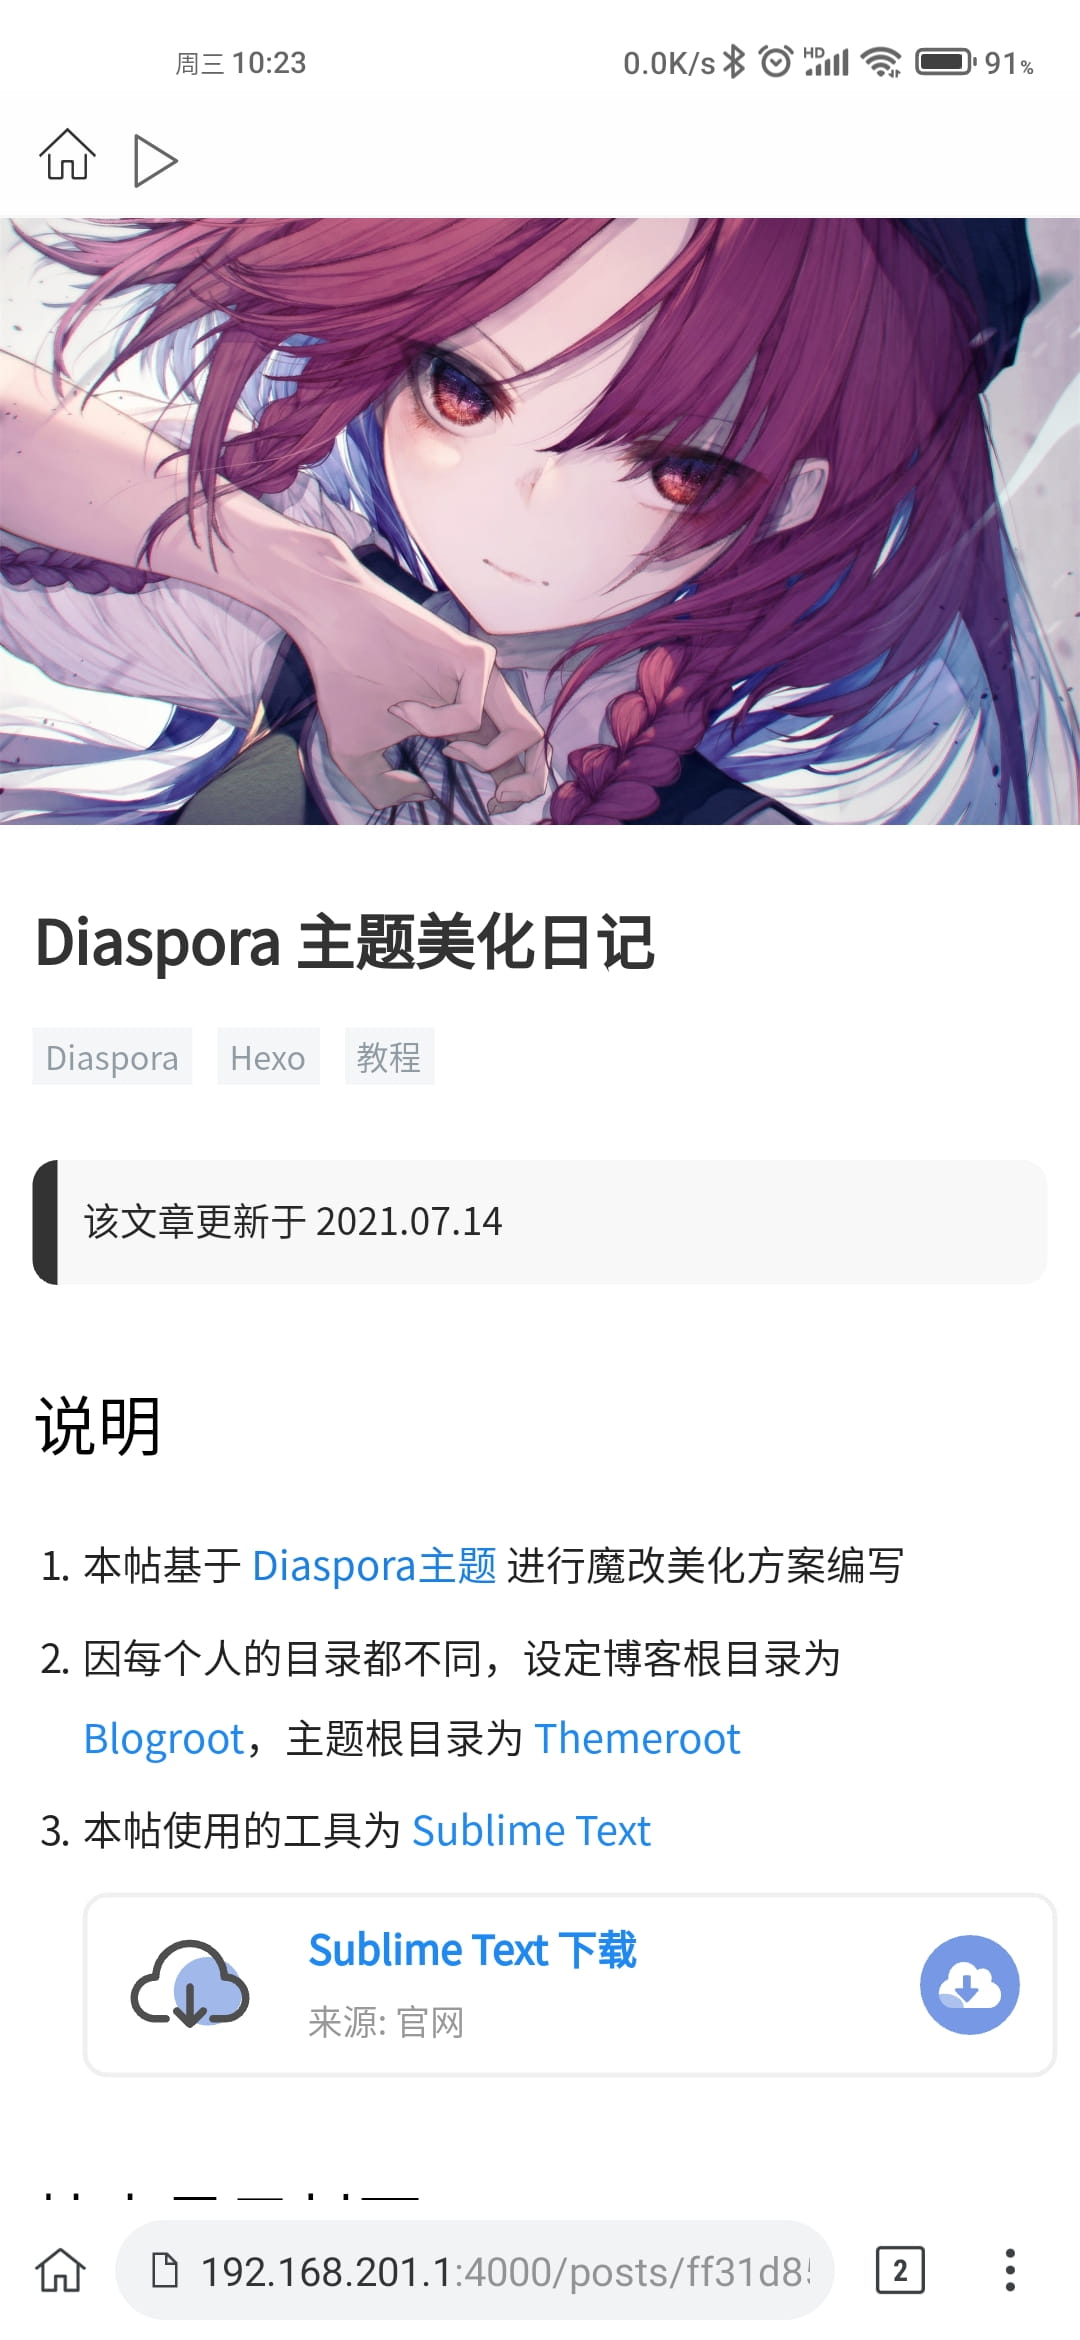 周三 10:23
0.0K/s HD 91%
Diaspora 主题美化日记
Diaspora Hexo 教程
该文章更新于 2021.07.14
说明
1. 本帖基于 Diaspora主题 进行魔改美化方案编写
2. 因每个人的目录都不同，设定博客根目录为
Blogroot，主题根目录为 Themeroot
3. 本帖使用的工具为 Sublime Text
Sublime Text 下载
来源: 官网
192.168.201.1:4000/posts/ff31d8
2